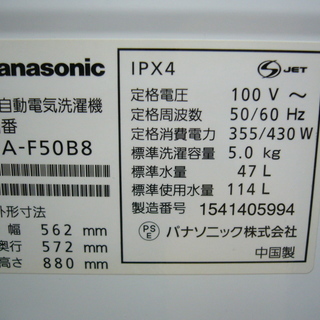 Panasonic
自動電気洗濯機
番
A-F50B8
外形寸法
幅 562 mm
奥行 572 mm
高さ 880 mm
IPX4
JET
定格電圧 100 V ~
定格周波数 50/60 Hz
定格消費電力 355/430 W
標準洗濯容量 5.0 kg
標準水量 47 L
標準使用水量 114 L
製造番号 1541405994
PS
E
パナソニック株式会社
中国製